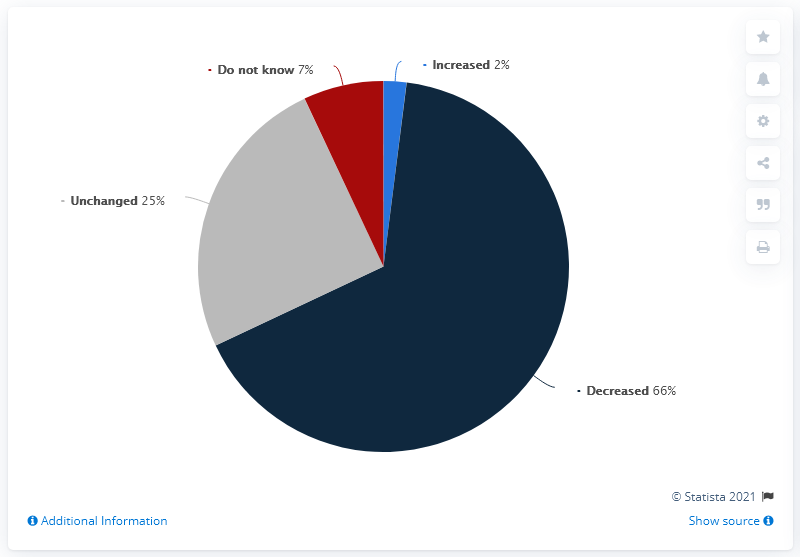 Increased 2%
Do not know 7%
Unchanged 25%
Decreased 66%
© Statista 2021
Additional Information
Show source